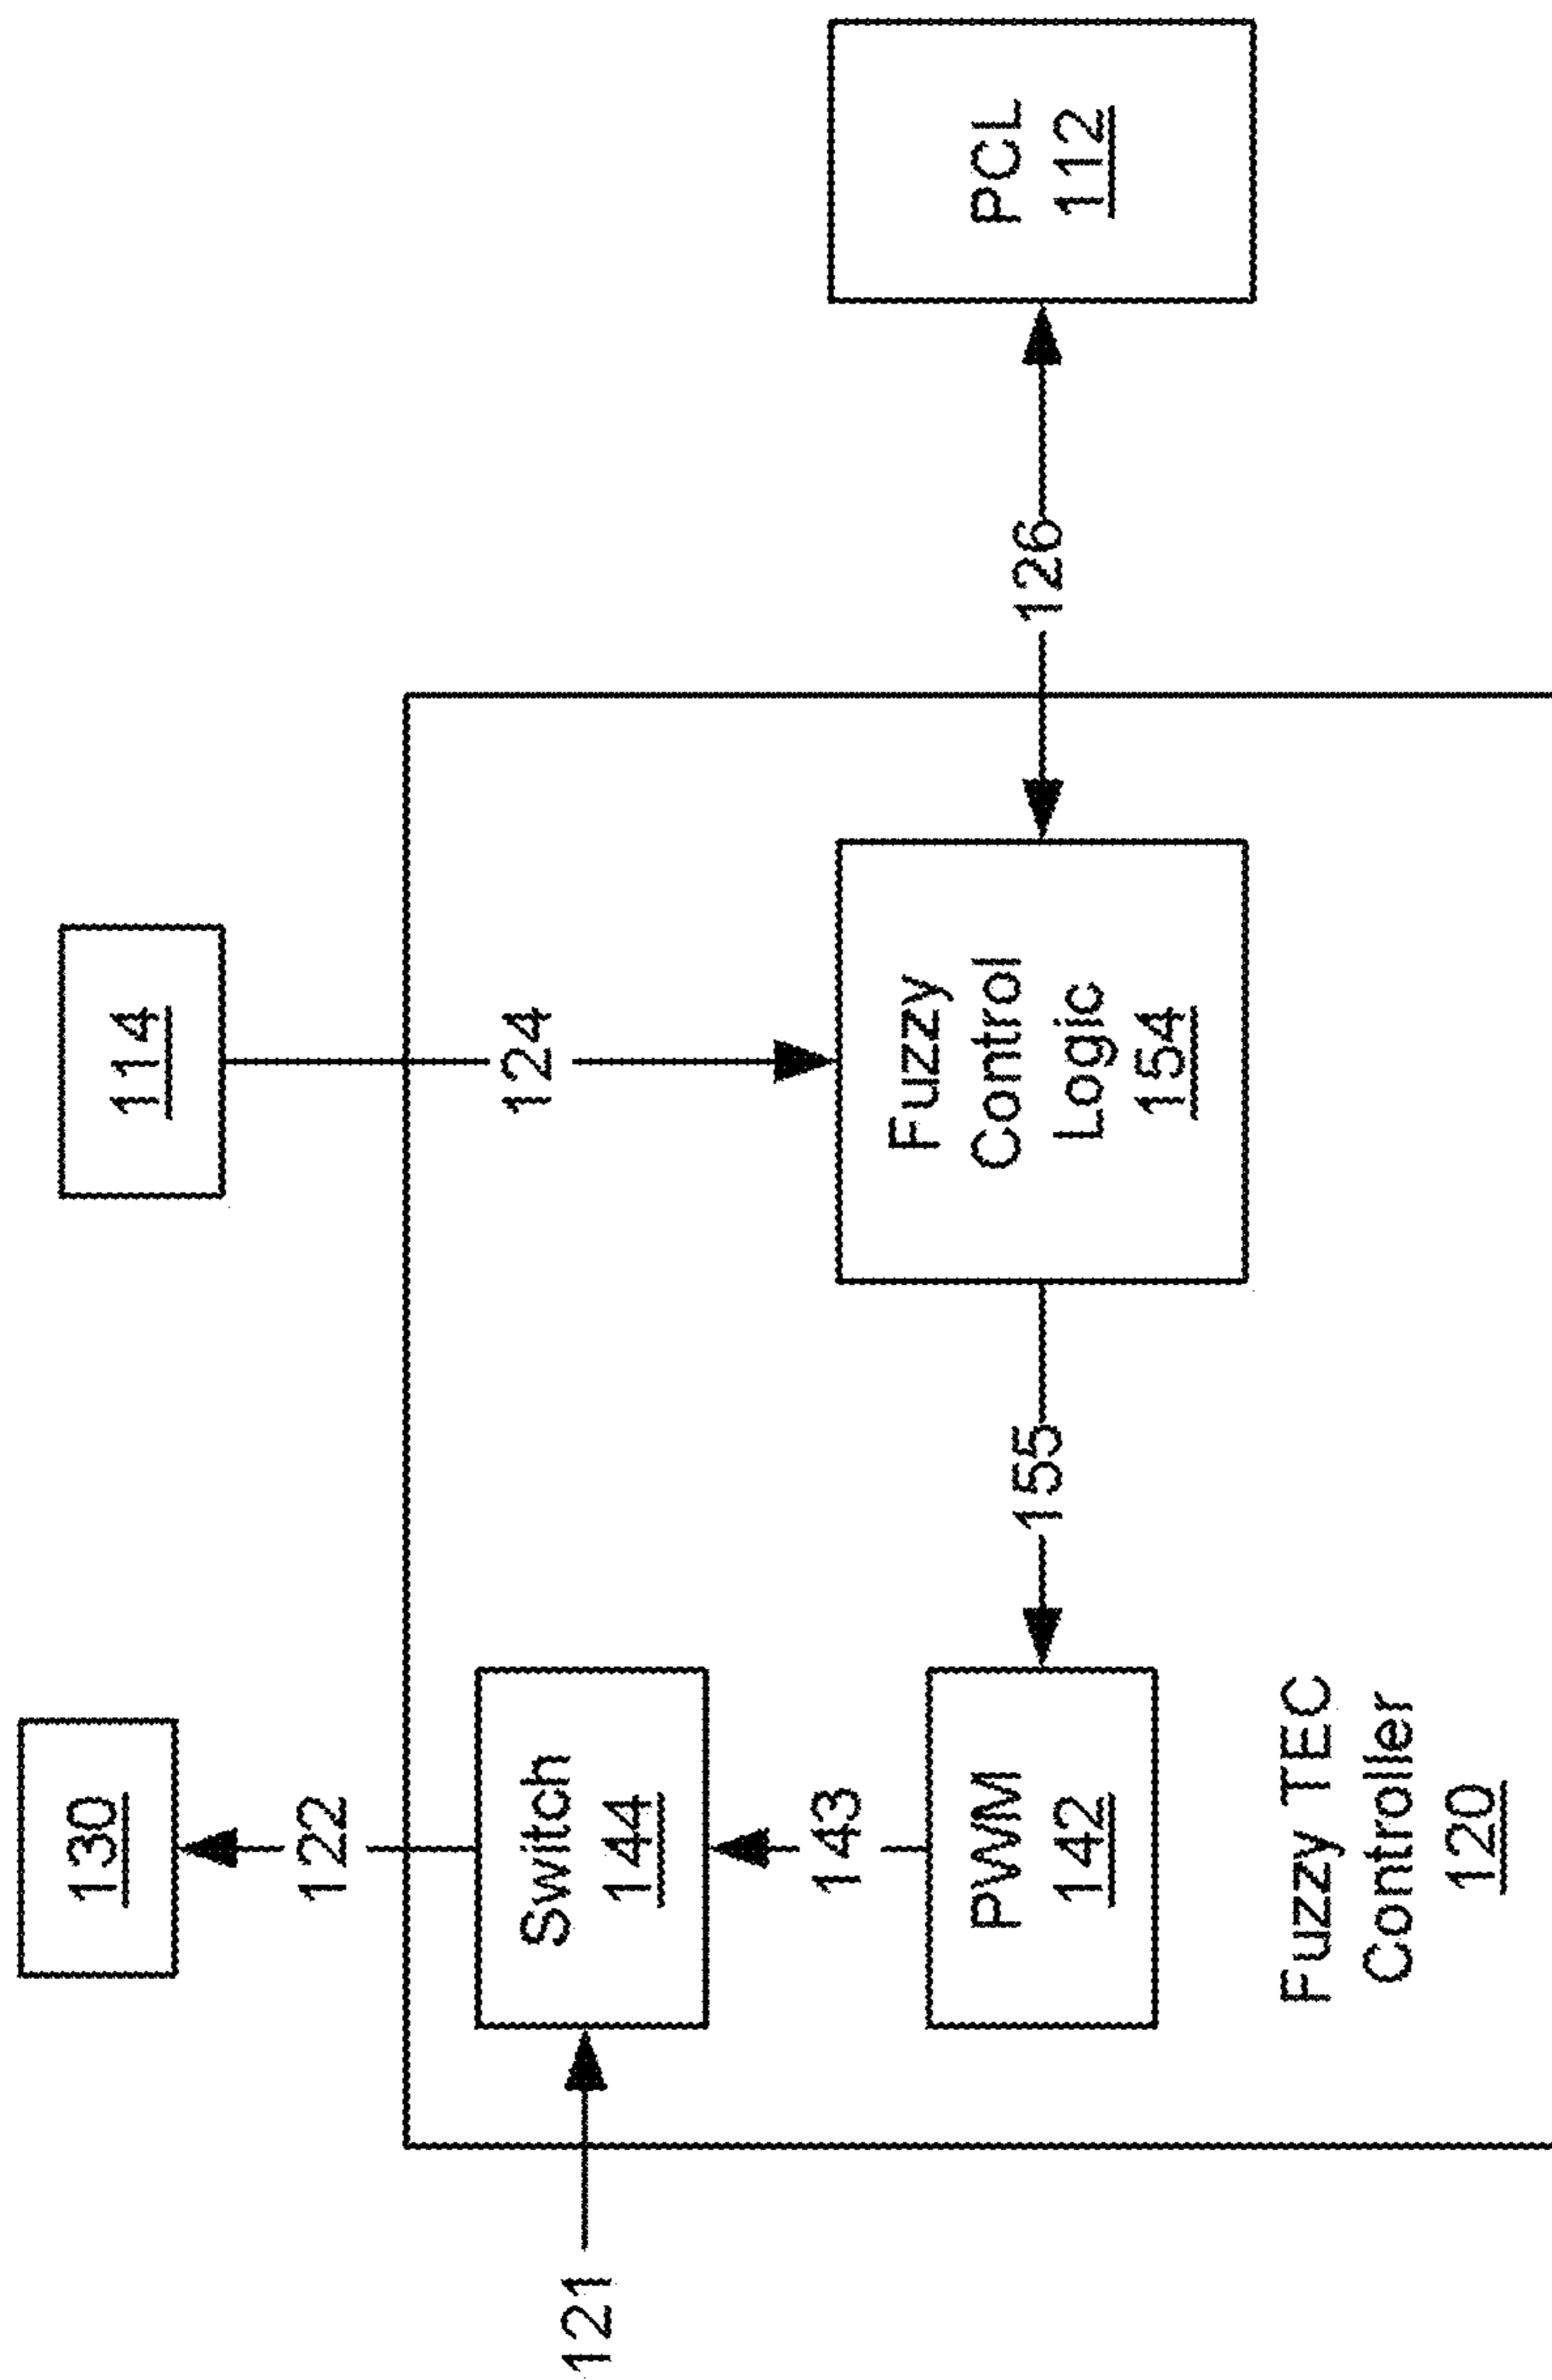 130
114
122
124
121
Switch
144
143
PWM
142
155
Fuzzy
Control
Logic
154
126
PCL
112
Fuzzy TEC
Controller
120